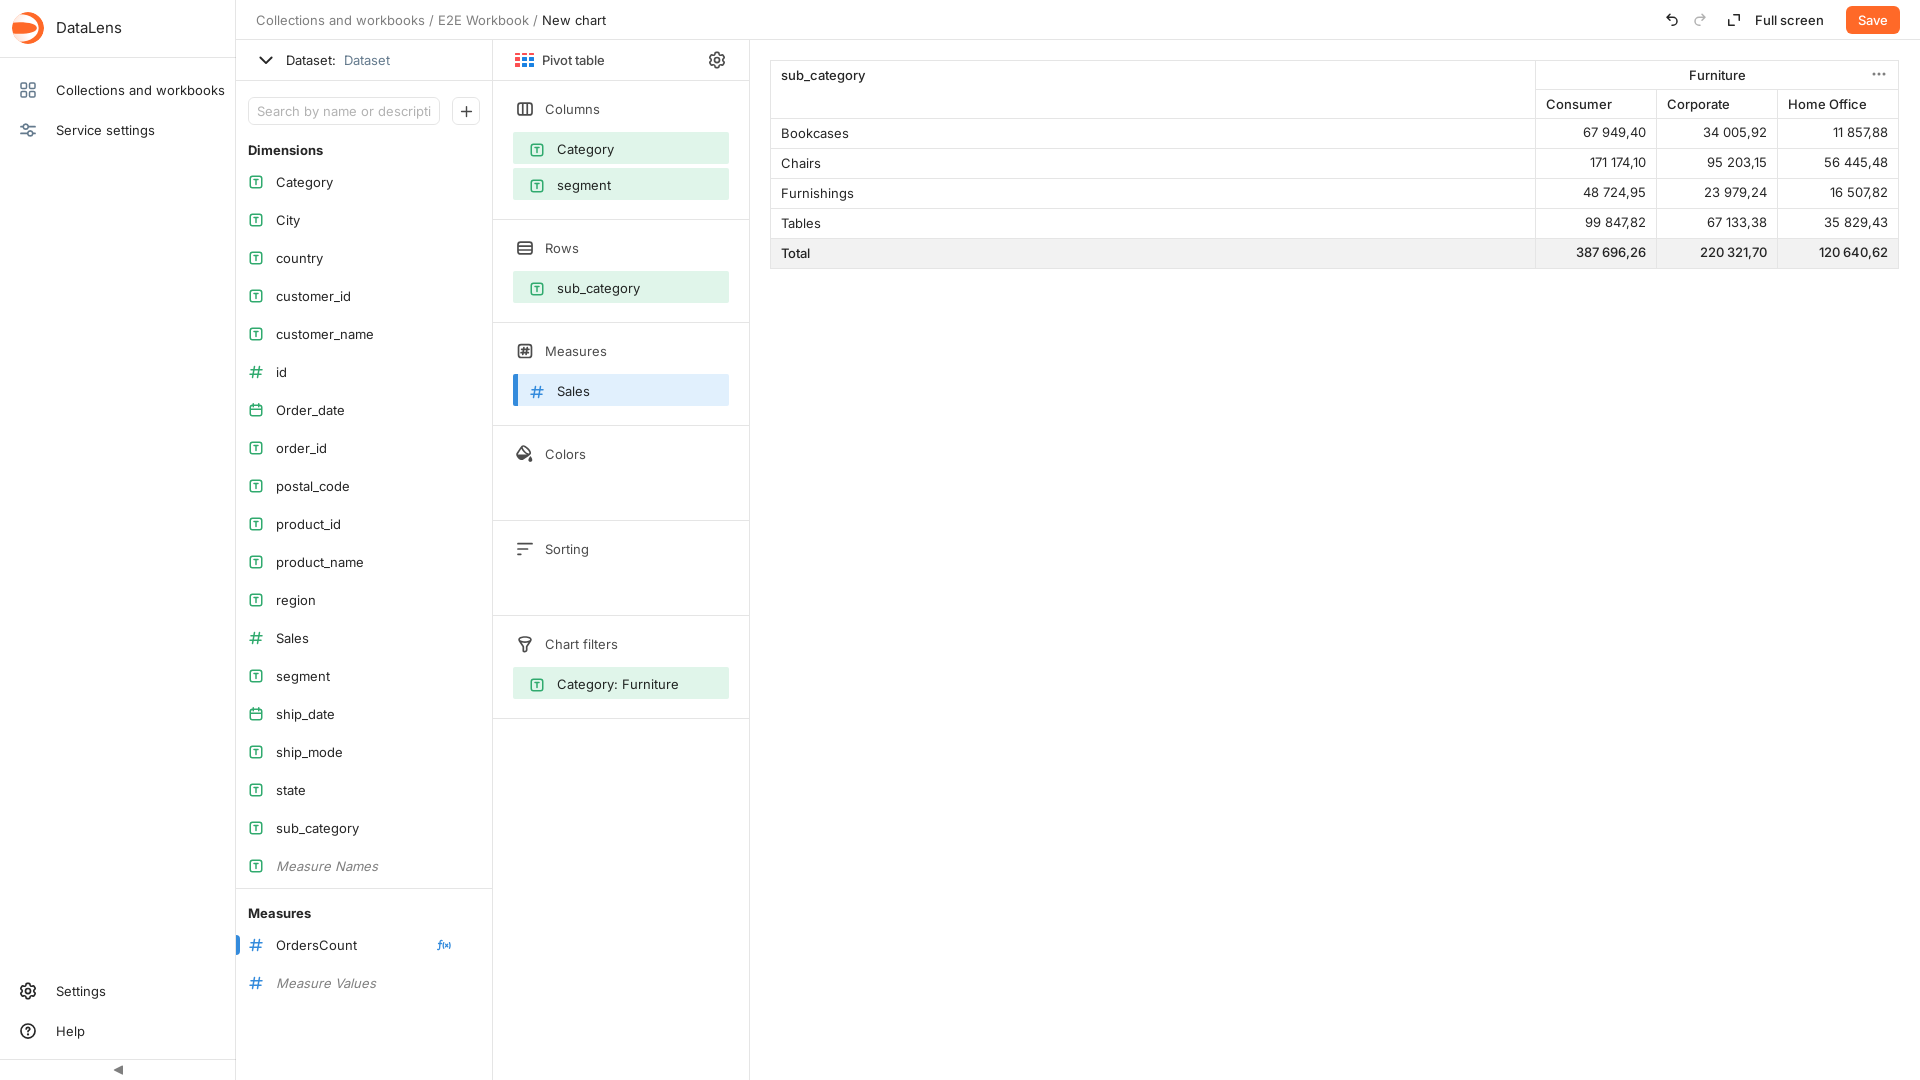 DataLens
Collections and workbooks
Service settings
Settings
Help
Collections and workbooks / E2E Workbook / New chart
Full screen
Save
Dataset: Dataset
Search by name or descripti
Dimensions
Category
City
country
customer_id
customer_name
id
Order_date
order_id
postal_code
product_id
product_name
region
Sales
segment
ship_date
ship_mode
state
sub_category
Measure Names
Measures
OrdersCount f(x)
Measure Values
Pivot table
Columns
Category
segment
Rows
sub_category
Measures
Sales
Colors
Sorting
Chart filters
Category: Furniture
sub_category Furniture
Consumer Corporate Home Office
Bookcases 67 949,40 34 005,92 11 857,88
Chairs 171 174,10 95 203,15 56 445,48
Furnishings 48 724,95 23 979,24 16 507,82
Tables 99 847,82 67 133,38 35 829,43
Total 387 696,26 220 321,70 120 640,62